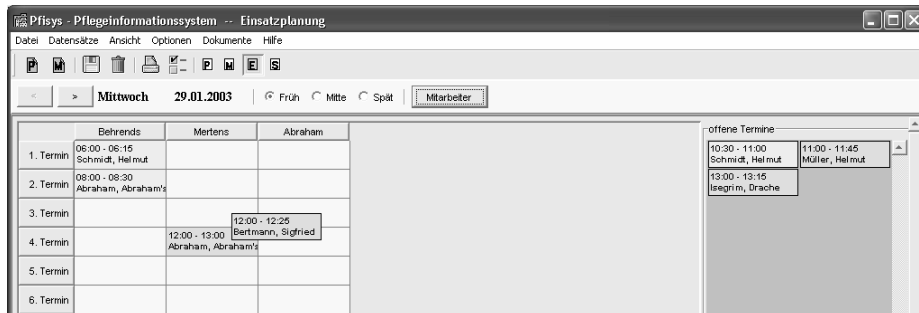 Pfisys - Pflegeinformationssystem -- Einsatzplanung
Datei Datensätze Ansicht Optionen Dokumente Hilfe
P M P M E S
< > Mittwoch 29.01.2003 Früh Mitte Spät Mitarbeiter
Behrends Mertens Abraham
1. Termin
06:00 - 06:15
Schmidt, Helmut
2. Termin
08:00 - 08:30
Abraham, Abraham's
3. Termin
12:00 - 12:25
Bertmann, Sigfried
4. Termin
12:00 - 13:00
Abraham, Abraham's
5. Termin
6. Termin
offene Termine
10:30 - 11:00
Schmidt, Helmut
11:00 - 11:45
Müller, Helmut
13:00 - 13:15
Isegrim, Drache